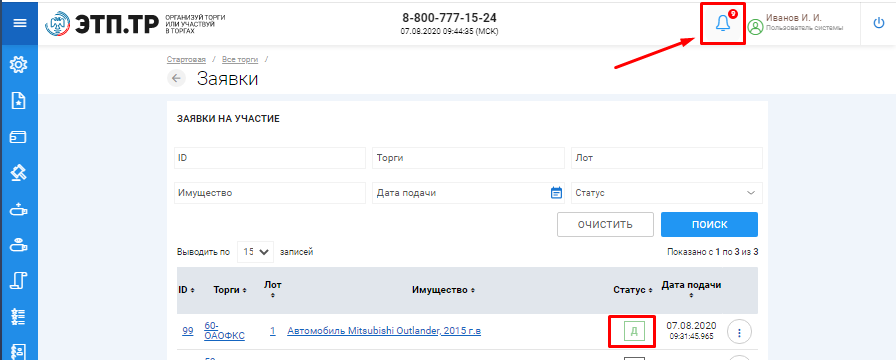 ЭТП.ТР
ОРГАНИЗУЙ ТОРГИ
ИЛИ УЧАСТВУЙ
В ТОРГАХ
8-800-777-15-24
07.08.2020 09:44:35 (МСК)
9
Иванов И. И.
Пользователь системы
Стартовая / Все торги /
Заявки
ЗАЯВКИ НА УЧАСТИЕ
ID Торги Лот
Имущество Дата подачи Статус
ОЧИСТИТЬ ПОИСК
Выводить по 15 записей Показано с 1 по 3 из 3
ID Торги Лот Имущество Статус Дата подачи
99 60-ОАОФКС 1 Автомобиль Mitsubishi Outlander, 2015 г.в Д 07.08.2020
09:31:45.965